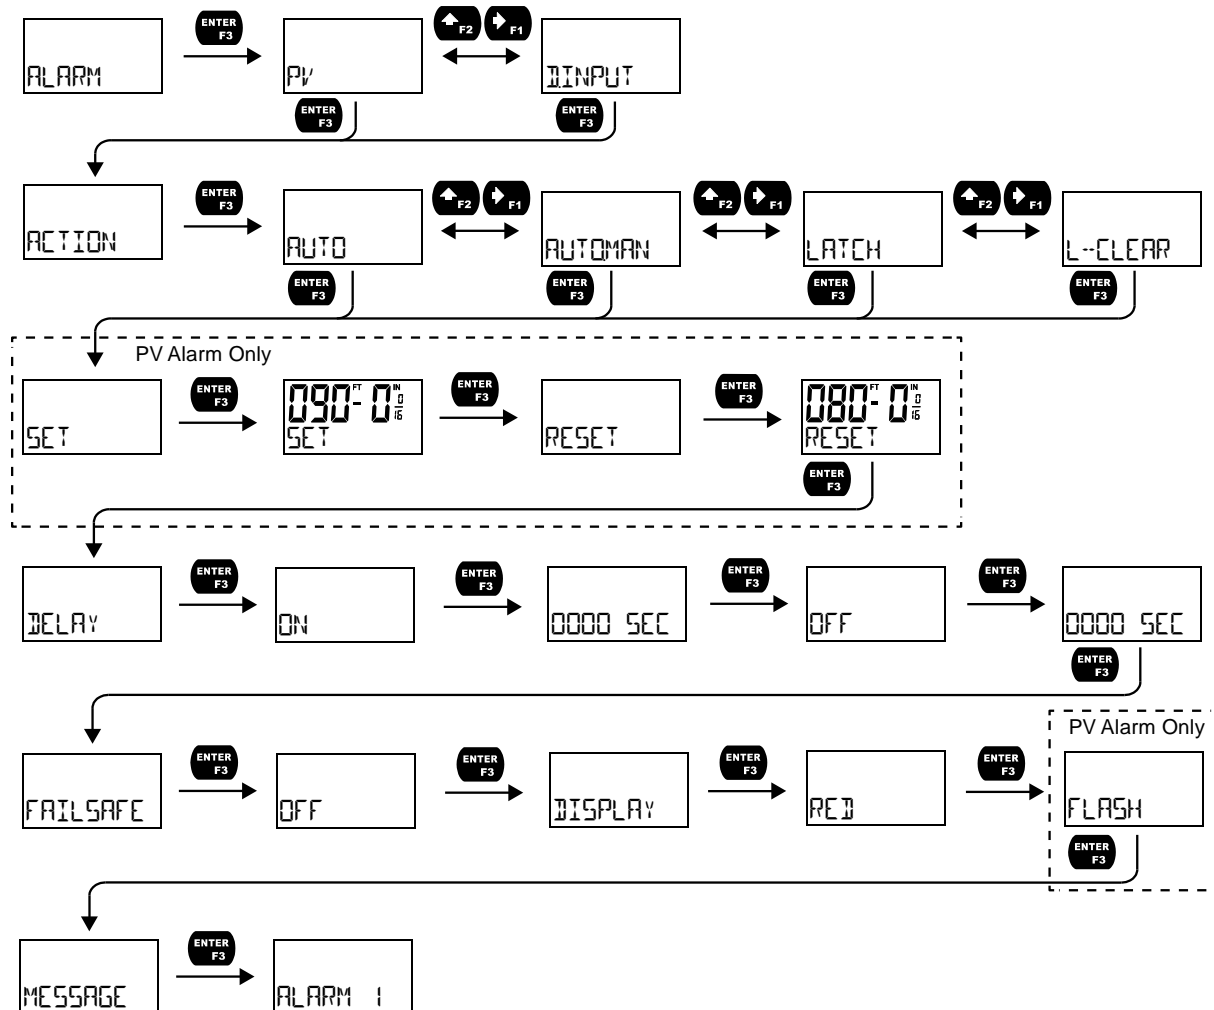 ENTER F3
F2 F1
ALARM
PV
D.INPUT
ENTER F3
ENTER F3
ENTER F3
F2 F1
F2 F1
F2 F1
ACTION
AUTO
AUTOMAN
LATCH
L--CLEAR
ENTER F3
ENTER F3
ENTER F3
ENTER F3
PV Alarm Only
ENTER F3
ENTER F3
ENTER F3
090- FT 0 IN 0/16
080- FT 0 IN 0/16
SET
SET
RESET
RESET
ENTER F3
ENTER F3
ENTER F3
ENTER F3
ENTER F3
DELAY
ON
0000 SEC
OFF
0000 SEC
ENTER F3
PV Alarm Only
ENTER F3
ENTER F3
ENTER F3
ENTER F3
FAILSAFE
OFF
DISPLAY
RED
FLASH
ENTER F3
ENTER F3
MESSAGE
ALARM 1